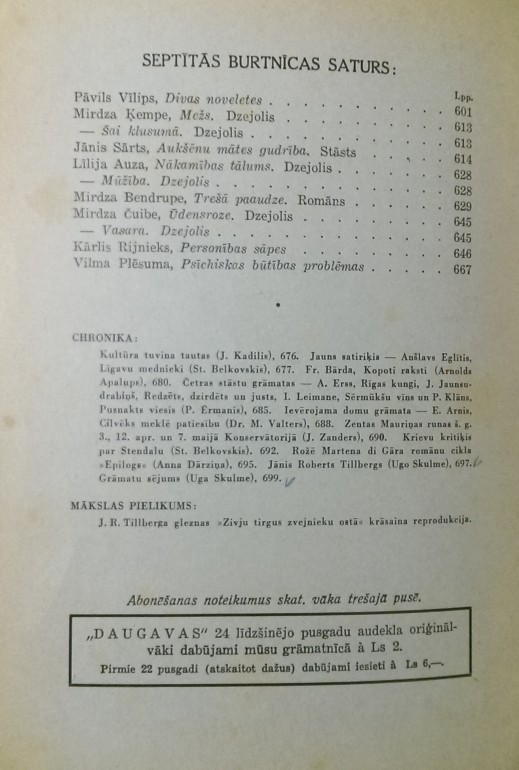 SEPTĪTĀS BURTNĪCAS SATURS:
Lpp.
Pāvils Vīlips, Divas noveletes . . . . . . . . . . 601
Mirdza Ķempe, Mežs. Dzejolis . . . . . . . . . 613
— Šai klusumā. Dzejolis . . . . . . . . . . 613
Jānis Sārts, Aukšēnu mātes gudrība. Stāsts . . . . . 614
Lilija Auza, Nākamības tālums. Dzejolis . . . . . . 628
— Mūžība. Dzejolis . . . . . . . . . . . 628
Mirdza Bendrupe, Trešā paaudze. Romāns . . . . . 629
Mirdza Čuibe, Ūdensroze. Dzejolis . . . . . . . . 645
— Vasara. Dzejolis . . . . . . . . . . . 645
Kārlis Rijnieks, Personības sāpes . . . . . . . . 646
Vilma Plēsuma, Psīchiskas būtības problēmas . . . . . 667
CHRONIKA:
Kultūra tuvina tautas (J. Kadilis), 676. Jauns satiriķis — Anšlavs Eglītis,
Līgavu mednieki (St. Belkovskis), 677. Fr. Bārda, Kopoti raksti (Arnolds
Apalups), 680. Četras stāstu grāmatas — A. Erss, Rīgas kungi, J. Jaunsu-
drabiņš, Redzēts, dzirdēts un justs, I. Leimane, Sērmūkšu vīns un P. Klāns,
Pusnakts viesis (P. Ērmanis), 685. Ievērojama domu grāmata — E. Arnis,
Cilvēks meklē patiesību (Dr. M. Valters), 688. Zentas Mauriņas runas š. g.
3., 12. apr. un 7. maijā Konservātorijā (J. Zanders), 690. Krievu kritiķis
par Stendalu (St. Belkovskis). 692. Rožē Martena di Gāra romānu cikla
»Epilogs« (Anna Dārziņa), 695. Jānis Roberts Tillbergs (Ugo Skulme), 697.
Grāmatu sējums (Uga Skulme), 699.
MĀKSLAS PIELIKUMS:
J. R. Tillberga gleznas »Zivju tirgus zvejnieku ostā« krāsaina reprodukcija.
Abonēšanas noteikumus skat. vāka trešajā pusē.
„DAUGAVAS" 24 līdzšinējo pusgadu audekla oriģināl-
vāki dabūjami mūsu grāmatnīcā à Ls 2.
Pirmie 22 pusgadi (atskaitot dažus) dabūjami iesieti à Ls 6,—.